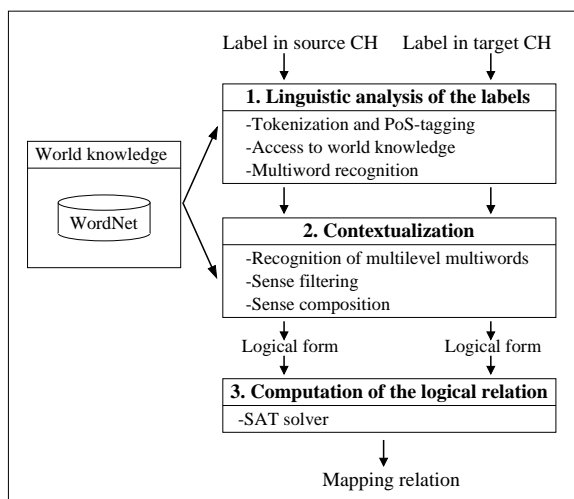 Label in source CH
Label in target CH
1. Linguistic analysis of the labels
-Tokenization and PoS-tagging
-Access to world knowledge
-Multiword recognition
World knowledge
WordNet
2. Contextualization
-Recognition of multilevel multiwords
-Sense filtering
-Sense composition
Logical form
Logical form
3. Computation of the logical relation
-SAT solver
Mapping relation